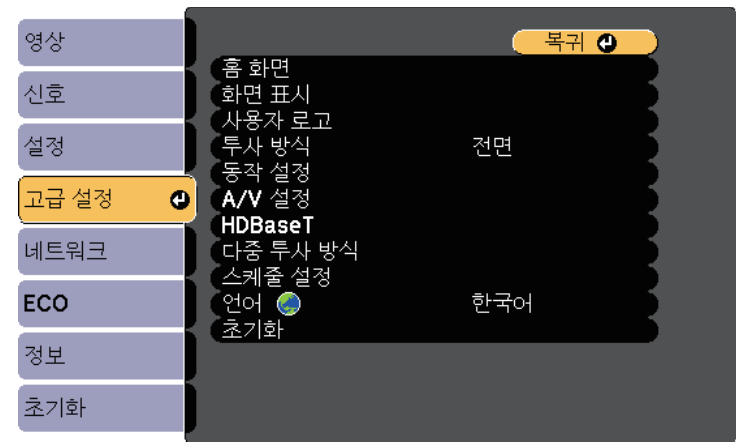 영상
신호
설정
고급 설정
네트워크
ECO
정보
초기화
복귀
홈 화면
화면 표시
사용자 로고
투사 방식 전면
동작 설정
A/V 설정
HDBaseT
다중 투사 방식
스케줄 설정
언어 한국어
초기화